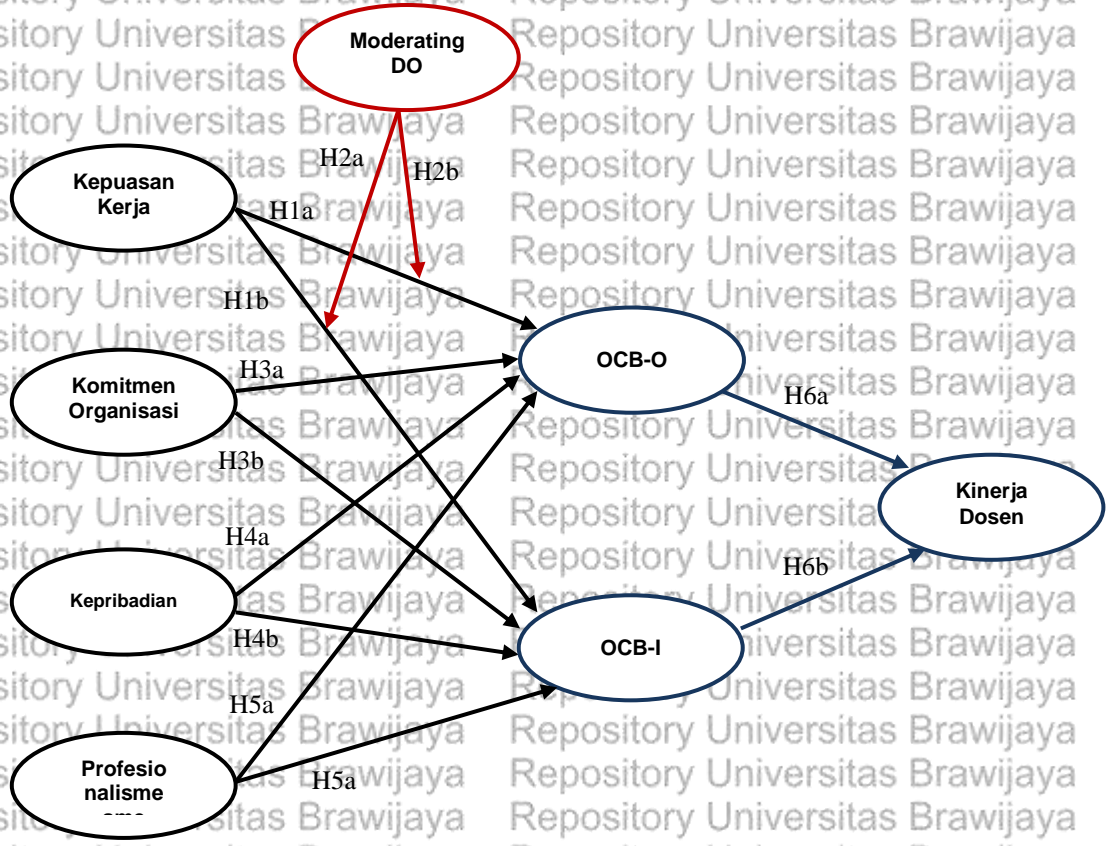 Repository Universitas Brawijaya
Moderating
DO
H2a
H2b
Kepuasan
Kerja
H1a
H1b
OCB-O
H3a
Komitmen
Organisasi
H6a
H3b
Kinerja
Dosen
H4a
H6b
Kepribadian
H4b
OCB-I
H5a
Profesio
nalisme
H5a